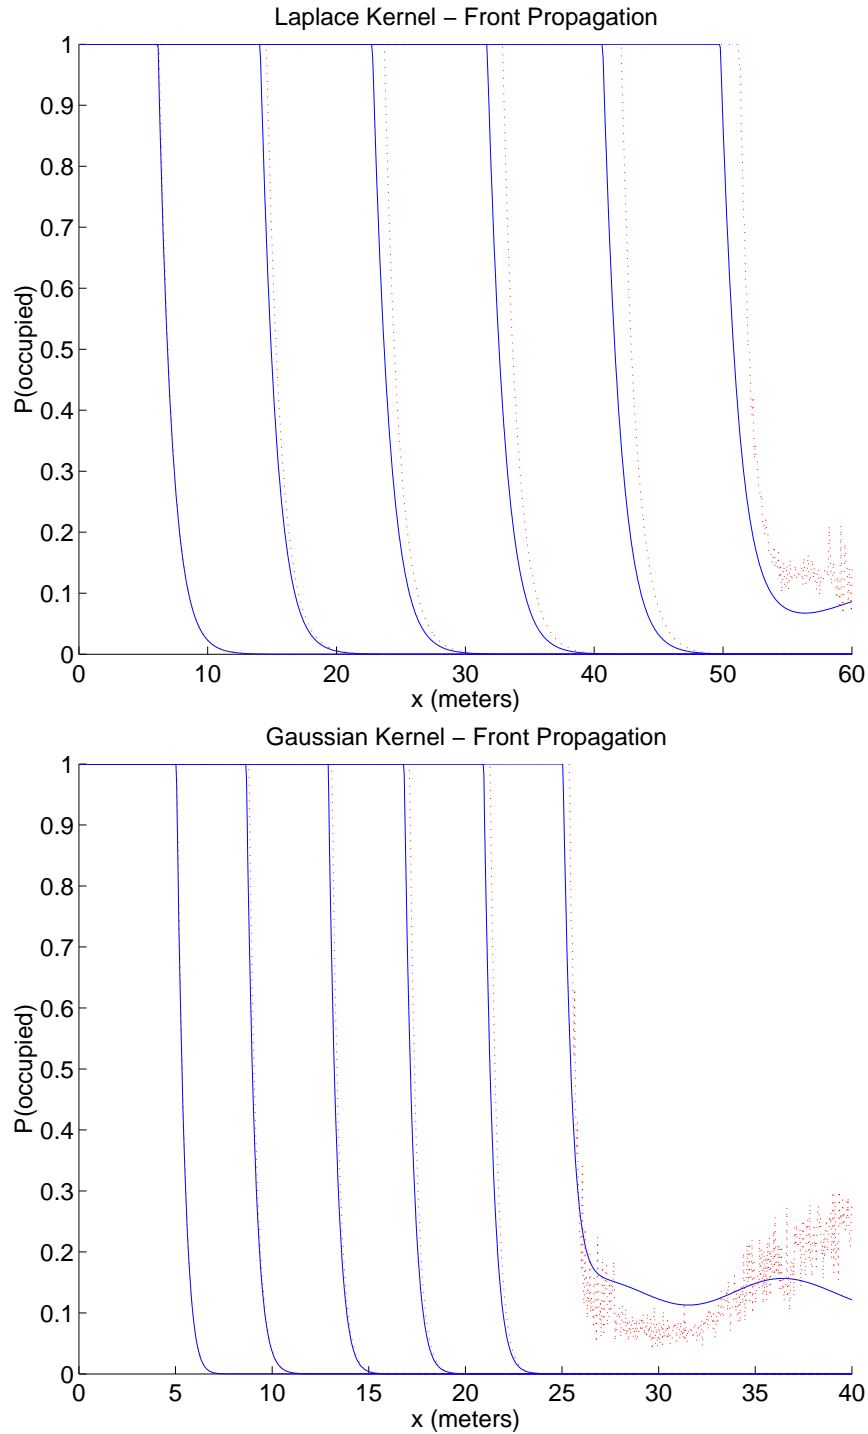 Laplace Kernel – Front Propagation
1
0.9
0.8
0.7
0.6
0.5
0.4
0.3
0.2
0.1
0
P(occupied)
0 10 20 30 40 50 60
x (meters)
Gaussian Kernel – Front Propagation
1
0.9
0.8
0.7
0.6
0.5
0.4
0.3
0.2
0.1
0
P(occupied)
0 5 10 15 20 25 30 35 40
x (meters)